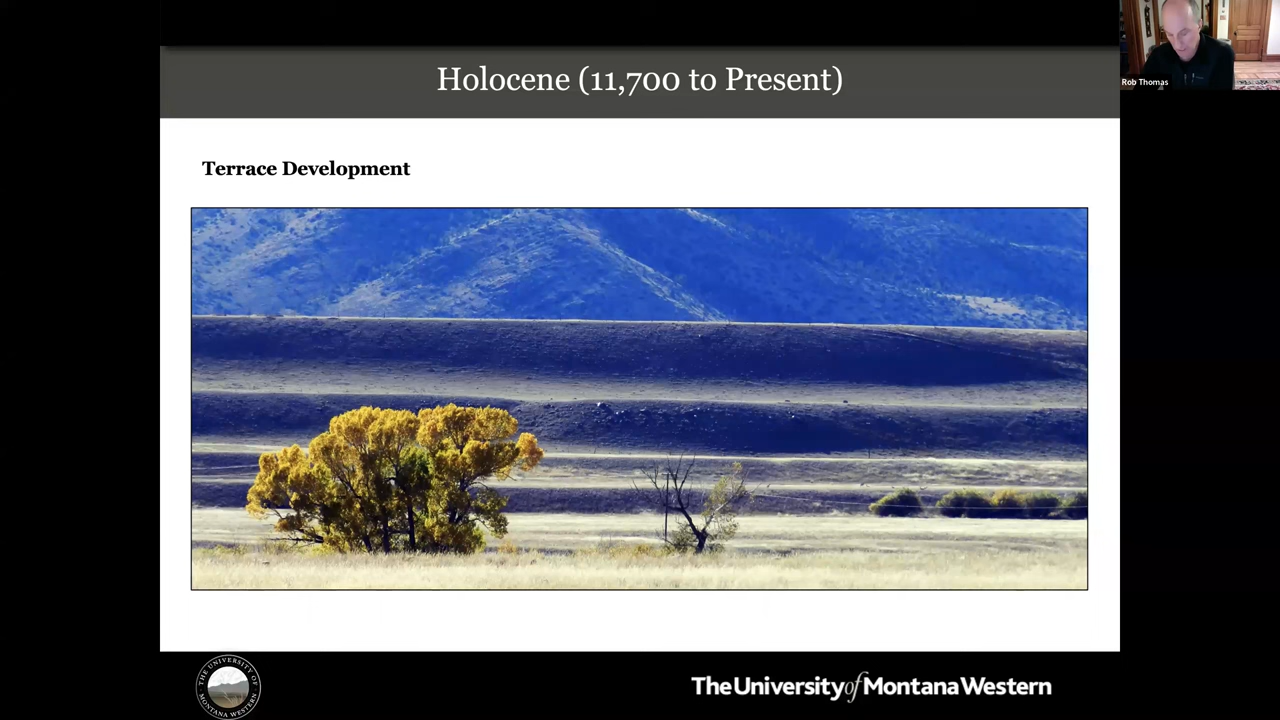 Holocene (11,700 to Present)
Rob Thomas
Terrace Development
THE UNIVERSITY OF
MONTANA WESTERN
The University of Montana Western